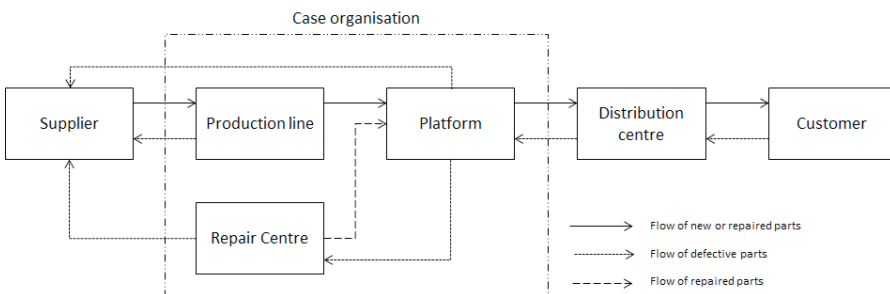 Case organisation
Supplier
Production line
Platform
Distribution
centre
Customer
Repair Centre
Flow of new or repaired parts
Flow of defective parts
Flow of repaired parts